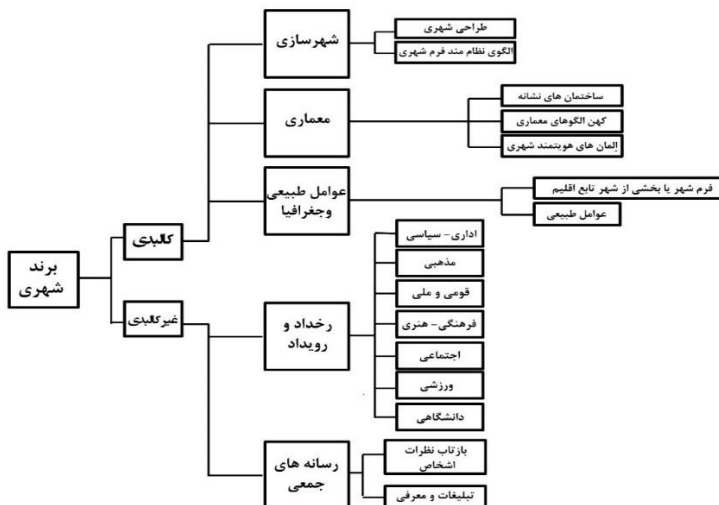 برند
شهری
کالبدی
غیرکالبدی
شهرسازی
طراحی شهری
الگوی نظام مند فرم شهری
معماری
ساختمان های نشانه
کهن الگوهای معماری
اِلمان های هویتمند شهری
عوامل طبیعی
وجغرافیا
فرم شهر یا بخشی از شهر تابع اقلیم
عوامل طبیعی
رخداد و
رویداد
اداری- سیاسی
مذهبی
قومی و ملی
فرهنگی- هنری
اجتماعی
ورزشی
دانشگاهی
رسانه های
جمعی
بازتاب نظرات
اشخاص
تبلیغات و معرفی